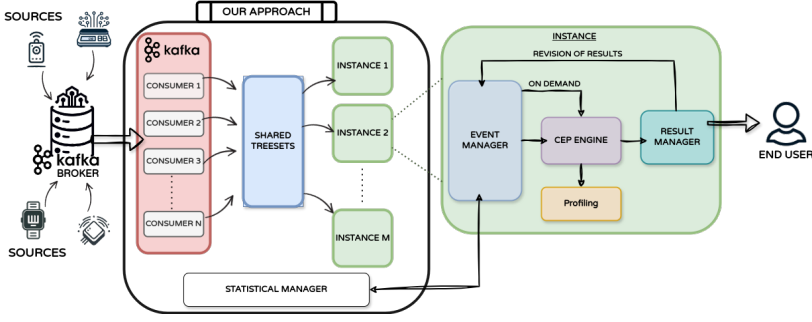 SOURCES
kafka
BROKER
SOURCES
OUR APPROACH
kafka
CONSUMER 1
CONSUMER 2
CONSUMER 3
CONSUMER N
SHARED
TREESETS
INSTANCE 1
INSTANCE 2
INSTANCE M
STATISTICAL MANAGER
INSTANCE
REVISION OF RESULTS
ON DEMAND
EVENT
MANAGER
CEP ENGINE
RESULT
MANAGER
Profiling
END USER